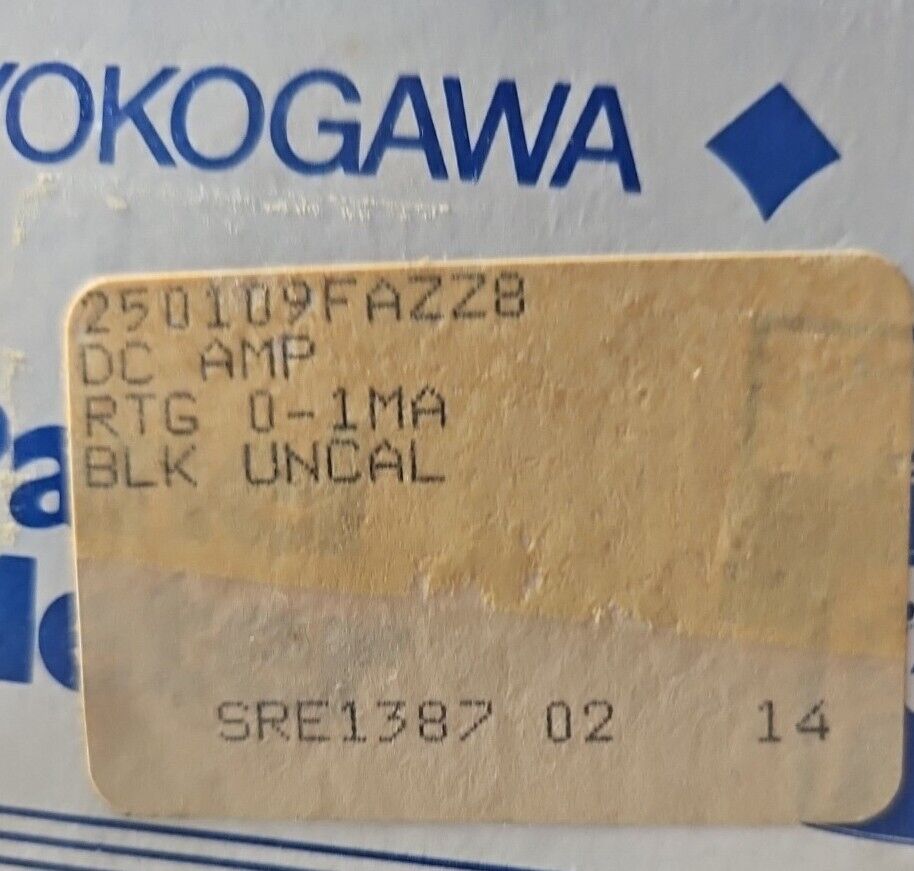 YOKOGAWA
250109FAZZ8
DC AMP
RTG 0-1MA
BLK UNCAL
SRE1387 02 14